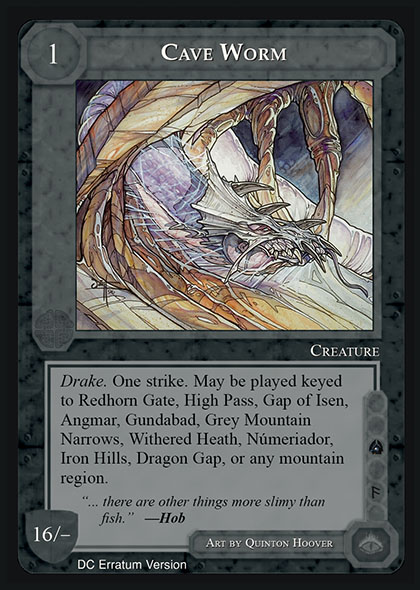 1
CAVE WORM
CREATURE
Drake. One strike. May be played keyed
to Redhorn Gate, High Pass, Gap of Isen,
Angmar, Gundabad, Grey Mountain
Narrows, Withered Heath, Númeriador,
Iron Hills, Dragon Gap, or any mountain
region.
“... there are other things more slimy than
fish.” —Hob
16/–
ART BY QUINTON HOOVER
DC Erratum Version